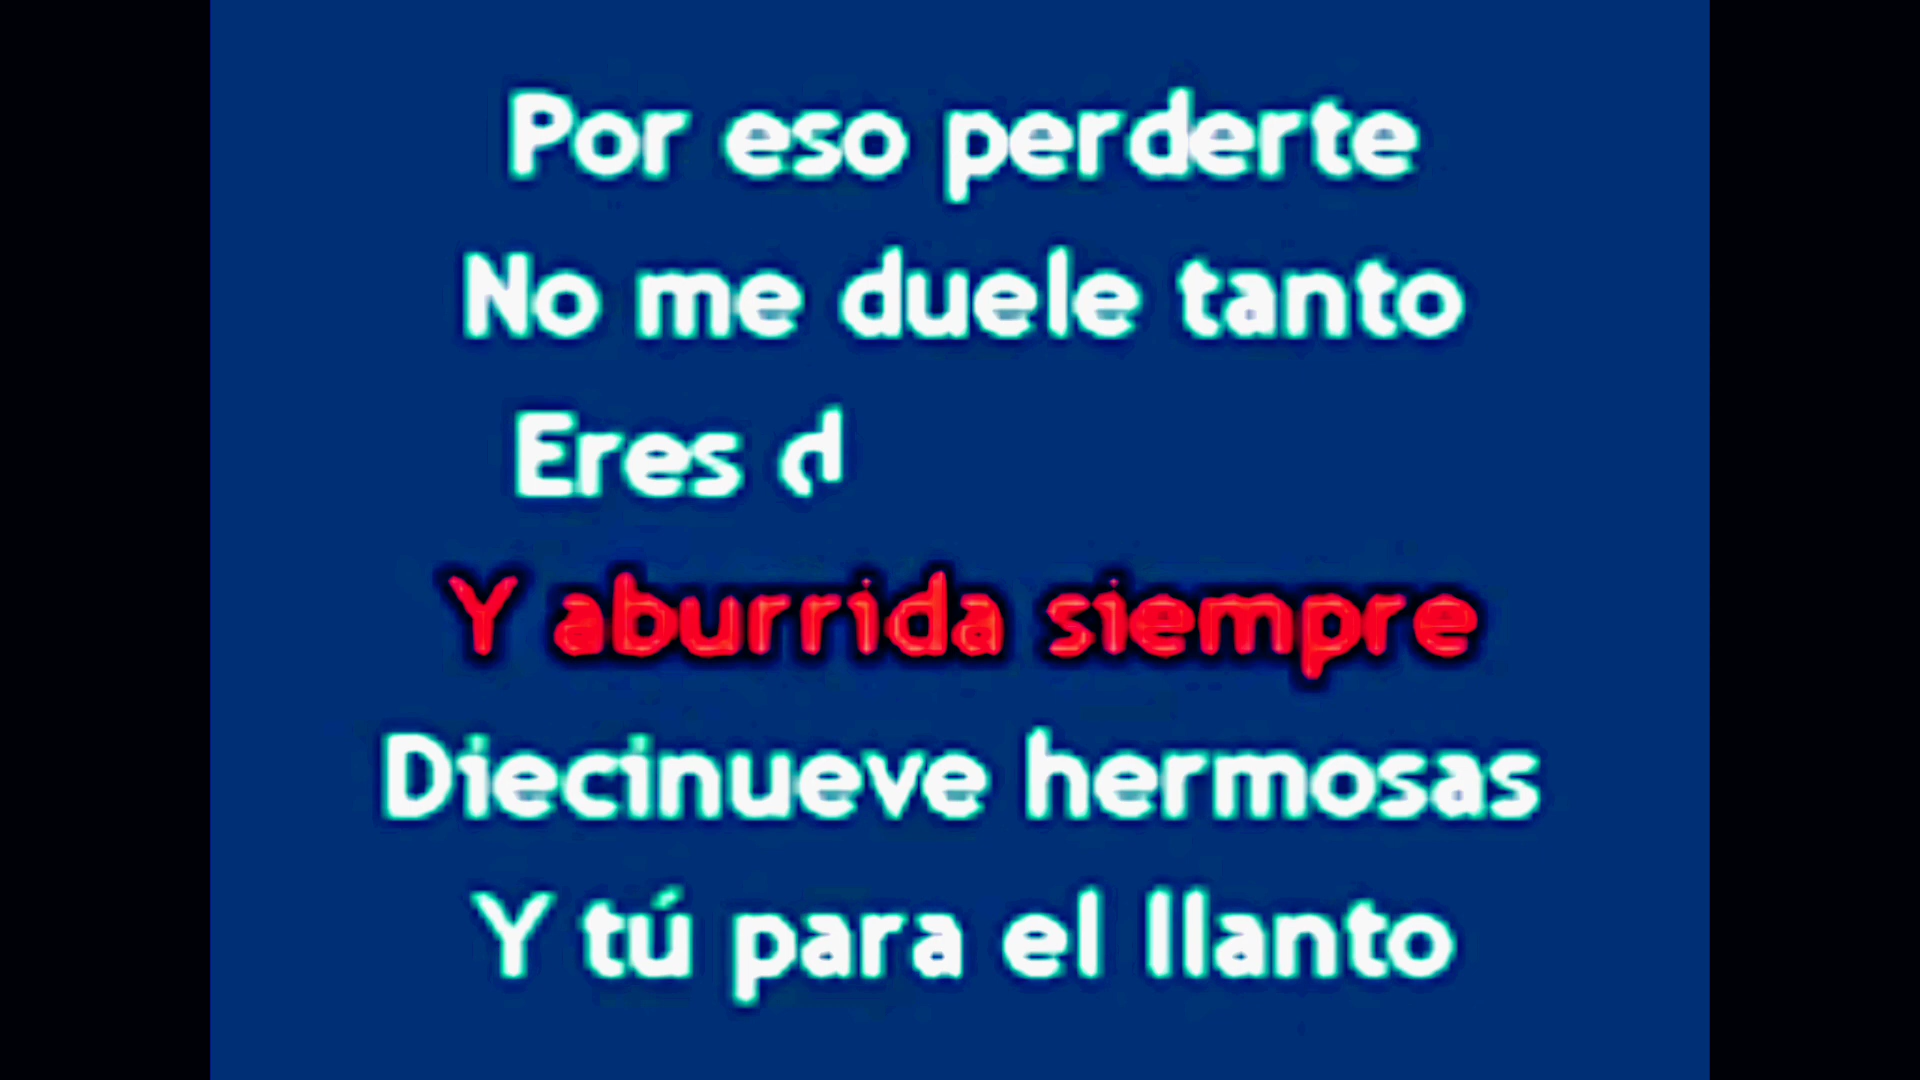 Por eso perderte
No me duele tanto
Eres d
Y aburrida siempre
Diecinueve hermosas
Y tú para el llanto